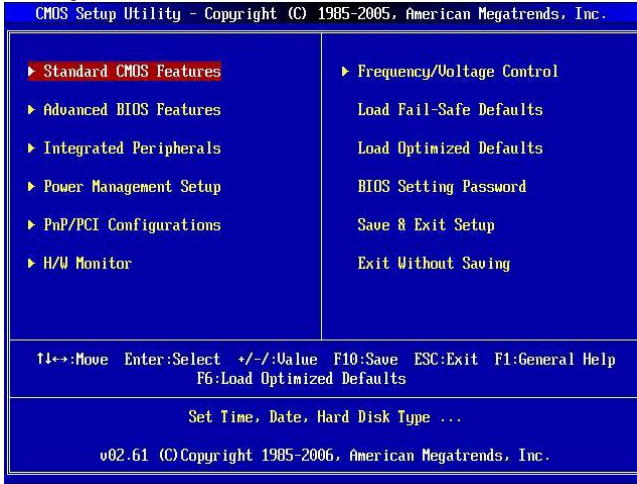 CMOS Setup Utility - Copyright (C) 1985-2005, American Megatrends, Inc.
▶ Standard CMOS Features
▶ Advanced BIOS Features
▶ Integrated Peripherals
▶ Power Management Setup
▶ PnP/PCI Configurations
▶ H/W Monitor
▶ Frequency/Voltage Control
Load Fail-Safe Defaults
Load Optimized Defaults
BIOS Setting Password
Save & Exit Setup
Exit Without Saving
↑↓←→:Move Enter:Select +/-/:Value F10:Save ESC:Exit F1:General Help
F6:Load Optimized Defaults
Set Time, Date, Hard Disk Type ...
v02.61 (C)Copyright 1985-2006, American Megatrends, Inc.